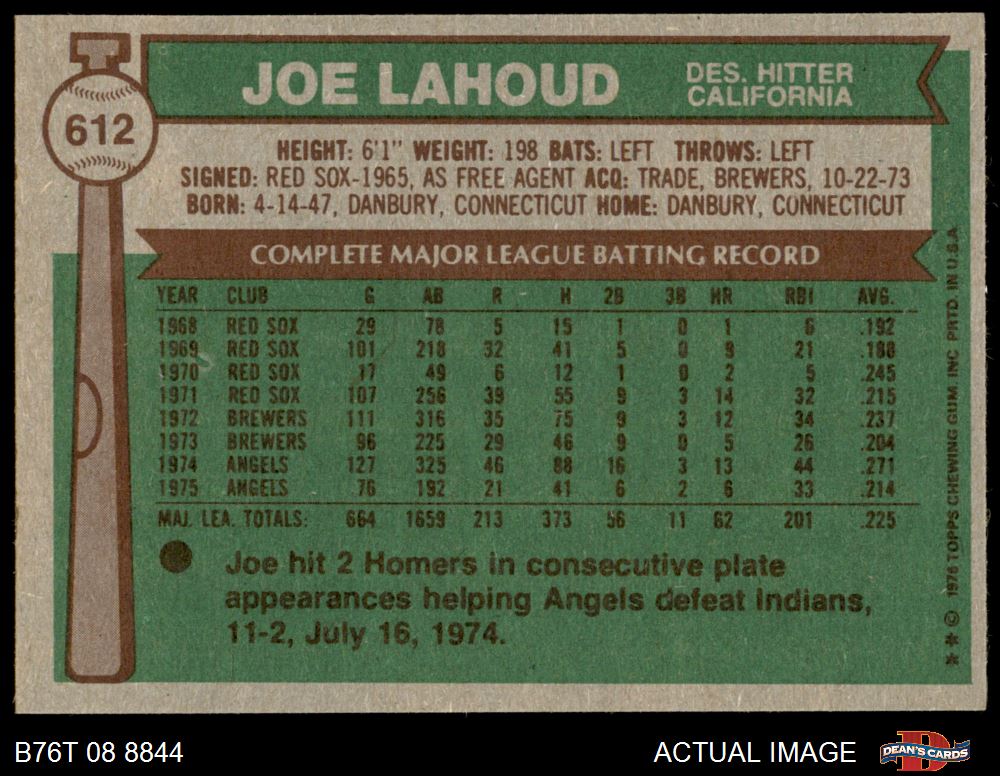 612
JOE LAHOUD DES. HITTER CALIFORNIA
HEIGHT: 6'1" WEIGHT: 198 BATS: LEFT THROWS: LEFT
SIGNED: RED SOX-1965, AS FREE AGENT ACQ: TRADE, BREWERS, 10-22-73
BORN: 4-14-47, DANBURY, CONNECTICUT HOME: DANBURY, CONNECTICUT
COMPLETE MAJOR LEAGUE BATTING RECORD
YEAR CLUB G AB R H 2B 3B HR RBI AVG.
1968 RED SOX 29 78 5 15 1 0 1 6 .192
1969 RED SOX 101 218 32 41 5 0 9 21 .188
1970 RED SOX 17 49 6 12 1 0 2 5 .245
1971 RED SOX 107 256 39 55 9 3 14 32 .215
1972 BREWERS 111 316 35 75 9 3 12 34 .237
1973 BREWERS 96 225 29 46 9 0 5 26 .204
1974 ANGELS 127 325 46 88 16 3 13 44 .271
1975 ANGELS 76 192 21 41 6 2 6 33 .214
MAJ. LEA. TOTALS: 664 1659 213 373 56 11 62 201 .225
Joe hit 2 Homers in consecutive plate
appearances helping Angels defeat Indians,
11-2, July 16, 1974.
* * © 1976 TOPPS CHEWING GUM, INC PRTD. IN U.S.A.
B76T 08 8844 ACTUAL IMAGE DEAN'S CARDS